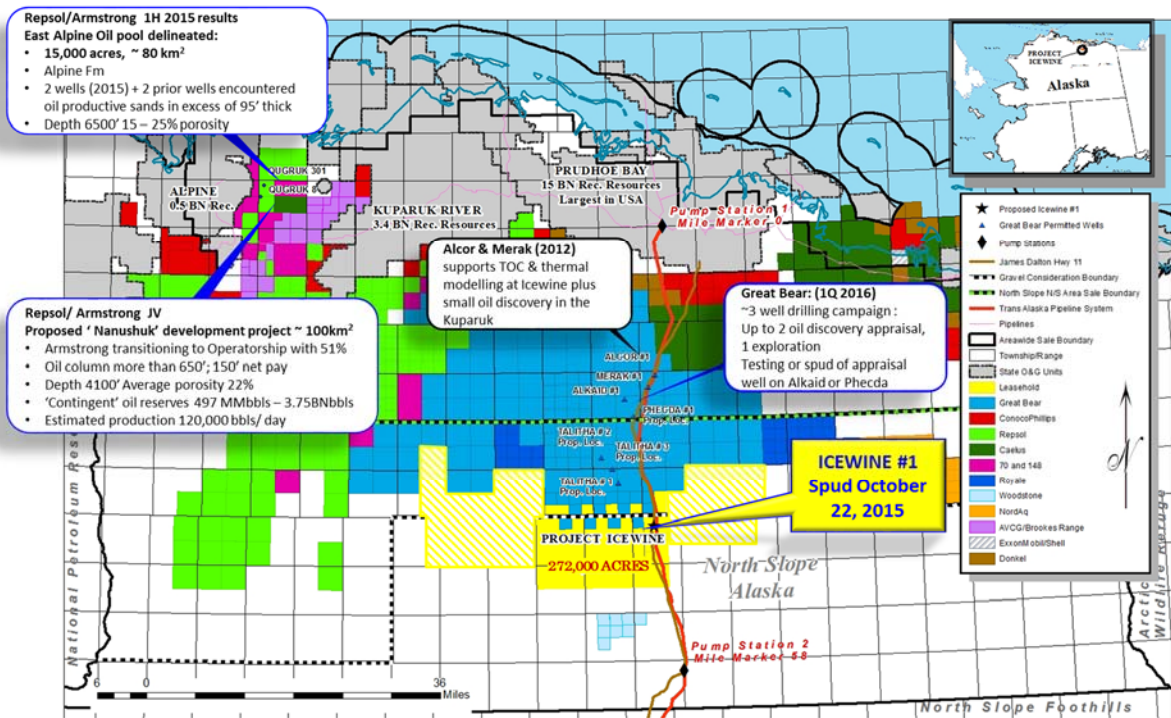 Repsol/Armstrong 1H 2015 results
East Alpine Oil pool delineated:
• 15,000 acres, ~ 80 km²
• Alpine Fm
• 2 wells (2015) + 2 prior wells encountered
oil productive sands in excess of 95' thick
• Depth 6500' 15 – 25% porosity
PROJECT
ICEWINE
Alaska
QUGRUK 301
QUGRUK 8
ALPINE
0.5 BN Rec.
PRUDHOE BAY
15 BN Rec. Resources
Largest in USA
KUPARUK RIVER
3.4 BN Rec. Resources
Pump Station 1
Mile Marker 0
Alcor & Merak (2012)
supports TOC & thermal
modelling at Icewine plus
small oil discovery in the
Kuparuk
Great Bear: (1Q 2016)
~3 well drilling campaign :
Up to 2 oil discovery appraisal,
1 exploration
Testing or spud of appraisal
well on Alkaid or Phecda
Repsol/ Armstrong JV
Proposed ' Nanushuk' development project ~ 100km²
• Armstrong transitioning to Operatorship with 51%
• Oil column more than 650'; 150' net pay
• Depth 4100' Average porosity 22%
• 'Contingent' oil reserves 497 MMbbls – 3.75BNbbls
• Estimated production 120,000 bbls/ day
ALCOR #1
MERAK #1
ALKAID #1
PHECDA #1
Prop. Loc.
TALITHA # 2
Prop. Loc.
TALITHA # 3
Prop. Loc.
TALITHA # 1
Prop. Loc.
ICEWINE #1
Spud October
22, 2015
PROJECT ICEWINE
272,000 ACRES
North Slope
Alaska
Pump Station 2
Mile Marker 58
National Petroleum Rese
Arctic
Wildlife Refuge
North Slope Foothills
6 0 36
Miles
Proposed Icewine #1
Great Bear Permitted Wells
Pump Stations
James Dalton Hwy 11
Gravel Consideration Boundary
North Slope N/S Area Sale Boundary
Trans Alaska Pipeline System
Pipelines
Areawide Sale Boundary
Township/Range
State O&G Units
Leasehold
Great Bear
ConocoPhillips
Repsol
Caelus
70 and 148
Royale
Woodstone
NordAq
AVCG/Brookes Range
ExxonMobil/Shell
Donkel
N